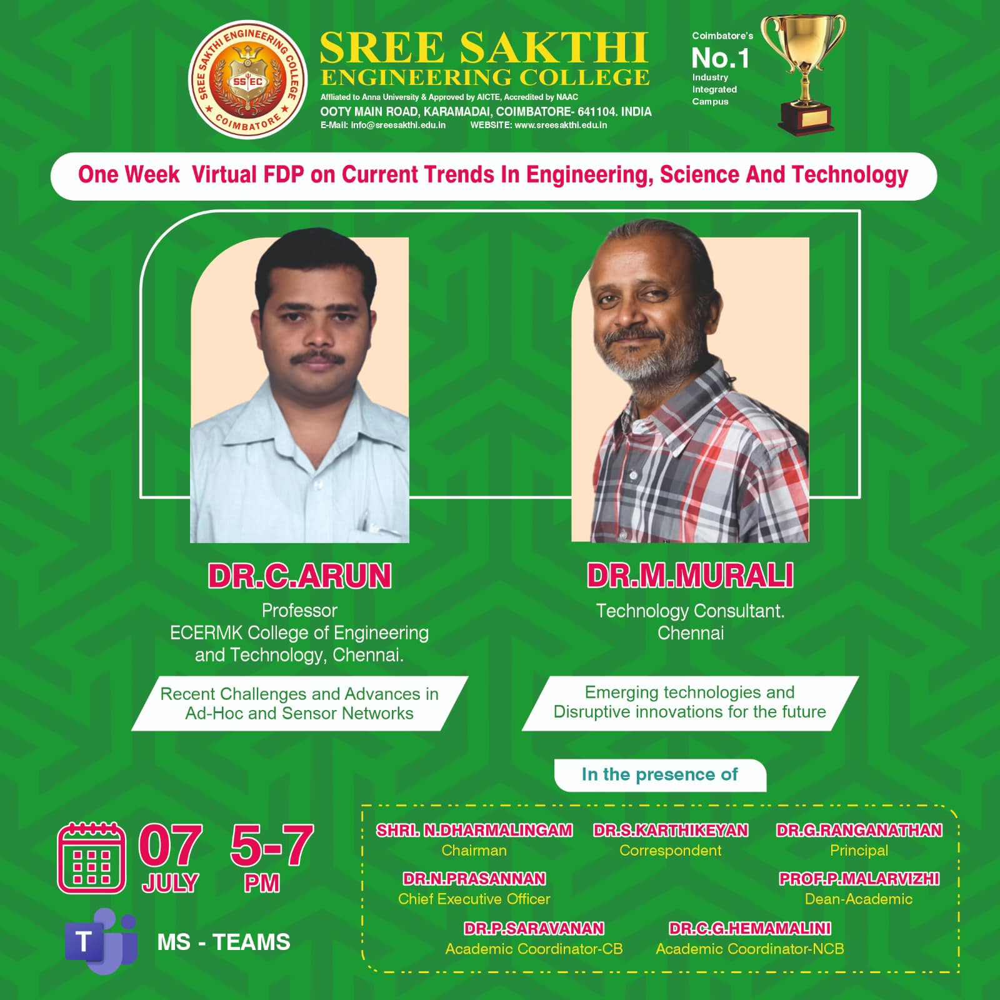 SREE SAKTHI ENGINEERING COLLEGE
SS EC
★ COIMBATORE ★
SREE SAKTHI
ENGINEERING COLLEGE
Affliated to Anna University & Approved by AICTE, Accredited by NAAC
OOTY MAIN ROAD, KARAMADAI, COIMBATORE- 641104. INDIA
E-Mail: info@sreesakthi.edu.in WEBSITE: www.sreesakthi.edu.in
Coimbatore's
No.1
Industry
Integrated
Campus
One Week Virtual FDP on Current Trends In Engineering, Science And Technology
DR.C.ARUN
Professor
ECERMK College of Engineering
and Technology, Chennai.
Recent Challenges and Advances in
Ad-Hoc and Sensor Networks
DR.M.MURALI
Technology Consultant.
Chennai
Emerging technologies and
Disruptive innovations for the future
In the presence of
SHRI. N.DHARMALINGAM
Chairman
DR.S.KARTHIKEYAN
Correspondent
DR.G.RANGANATHAN
Principal
DR.N.PRASANNAN
Chief Executive Officer
PROF.P.MALARVIZHI
Dean-Academic
DR.P.SARAVANAN
Academic Coordinator-CB
DR.C.G.HEMAMALINI
Academic Coordinator-NCB
07
JULY
5-7
PM
T
MS - TEAMS